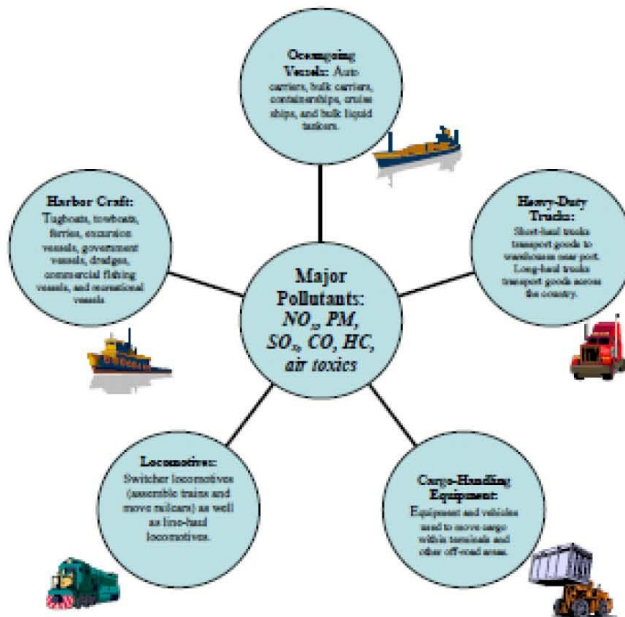 Oceangoing
Vessels: Auto
carriers, bulk carriers,
containerships, cruise
ships, and bulk liquid
tankers.
Harbor Craft:
Tugboats, towboats,
ferries, excursion
vessels, government
vessels, dredges,
commercial fishing
vessels, and recreational
vessels
Heavy-Duty
Trucks:
Short-haul trucks
transport goods to
warehouses near port.
Long-haul trucks
transport goods across
the country.
Major
Pollutants:
NOx, PM,
SOx, CO, HC,
air toxics
Locomotives:
Switcher locomotives
(assemble trains and
move railcars) as well
as line-haul
locomotives.
Cargo-Handling
Equipment:
Equipment and vehicles
used to move cargo
within terminals and
other off-road areas.